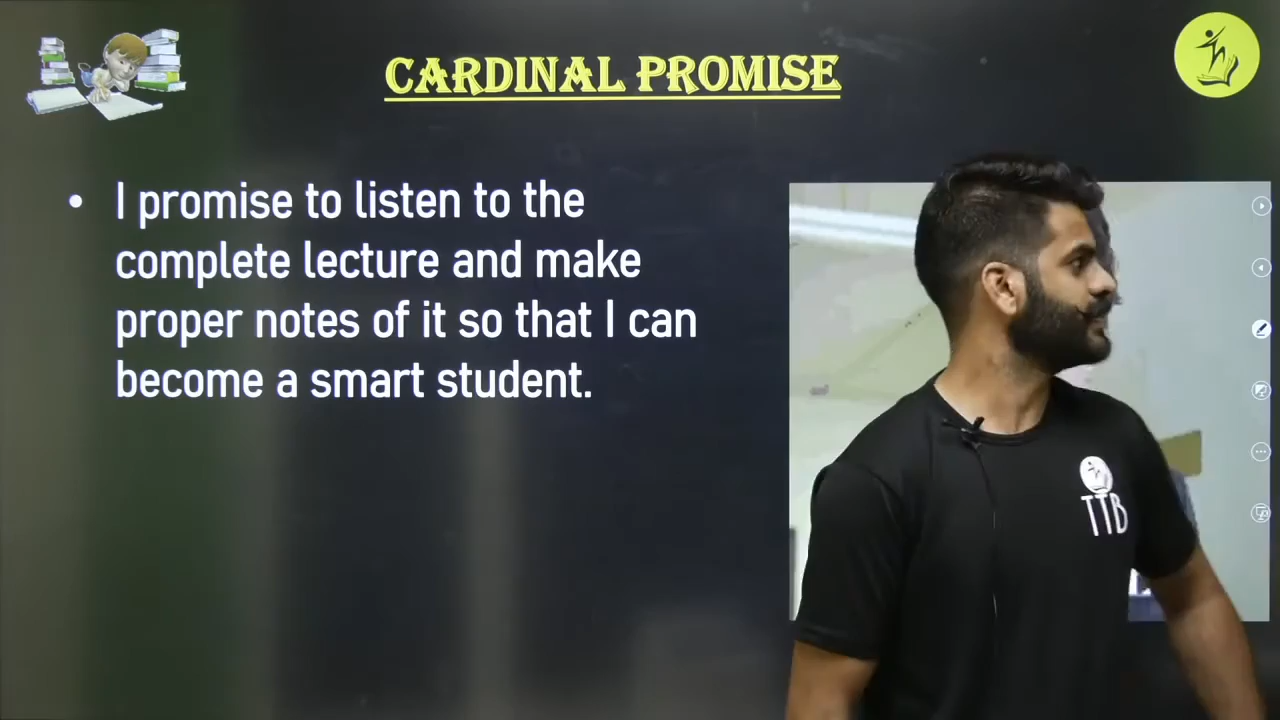 CARDINAL PROMISE
• I promise to listen to the
complete lecture and make
proper notes of it so that I can
become a smart student.
TTB